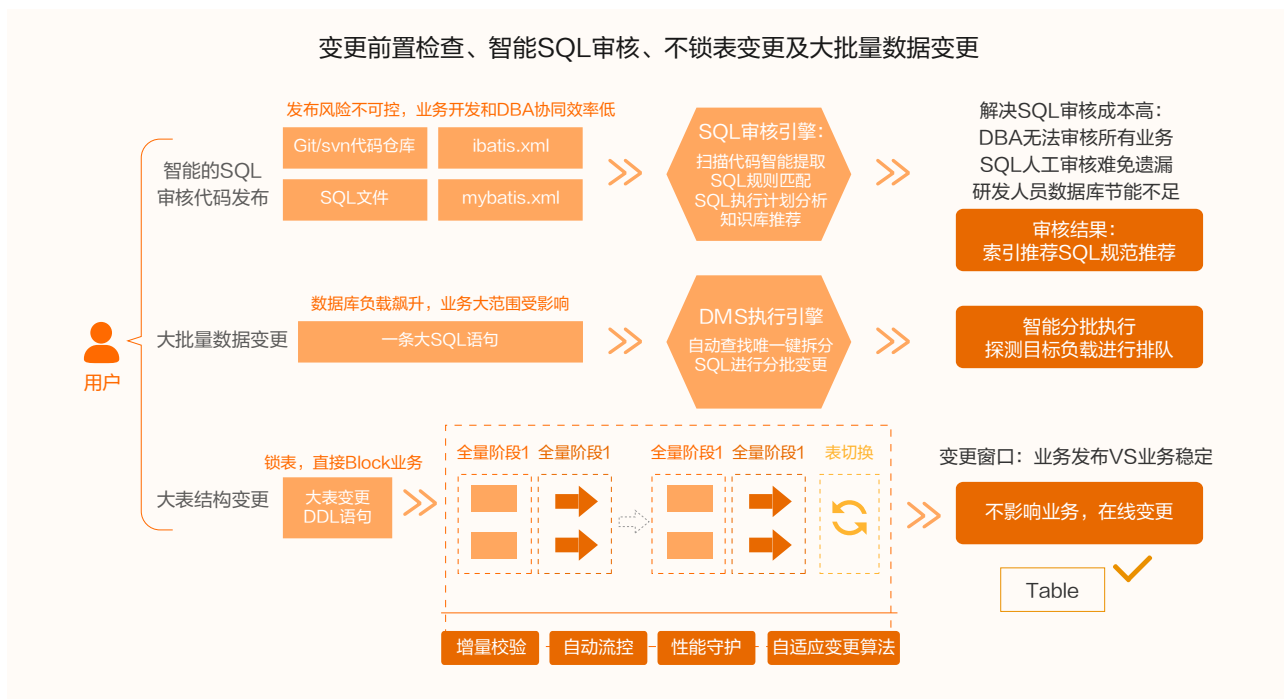 变更前置检查、智能SQL审核、不锁表变更及大批量数据变更
用户
智能的SQL
审核代码发布
发布风险不可控，业务开发和DBA协同效率低
Git/svn代码仓库
ibatis.xml
SQL文件
mybatis.xml
SQL审核引擎：
扫描代码智能提取
SQL规则匹配
SQL执行计划分析
知识库推荐
解决SQL审核成本高：
DBA无法审核所有业务
SQL人工审核难免遗漏
研发人员数据库节能不足
审核结果：
索引推荐SQL规范推荐
大批量数据变更
数据库负载飙升，业务大范围受影响
一条大SQL语句
DMS执行引擎
自动查找唯一键拆分
SQL进行分批变更
智能分批执行
探测目标负载进行排队
大表结构变更
锁表，直接Block业务
大表变更
DDL语句
全量阶段1
全量阶段1
全量阶段1
全量阶段1
表切换
增量校验
自动流控
性能守护
自适应变更算法
变更窗口：业务发布VS业务稳定
不影响业务，在线变更
Table